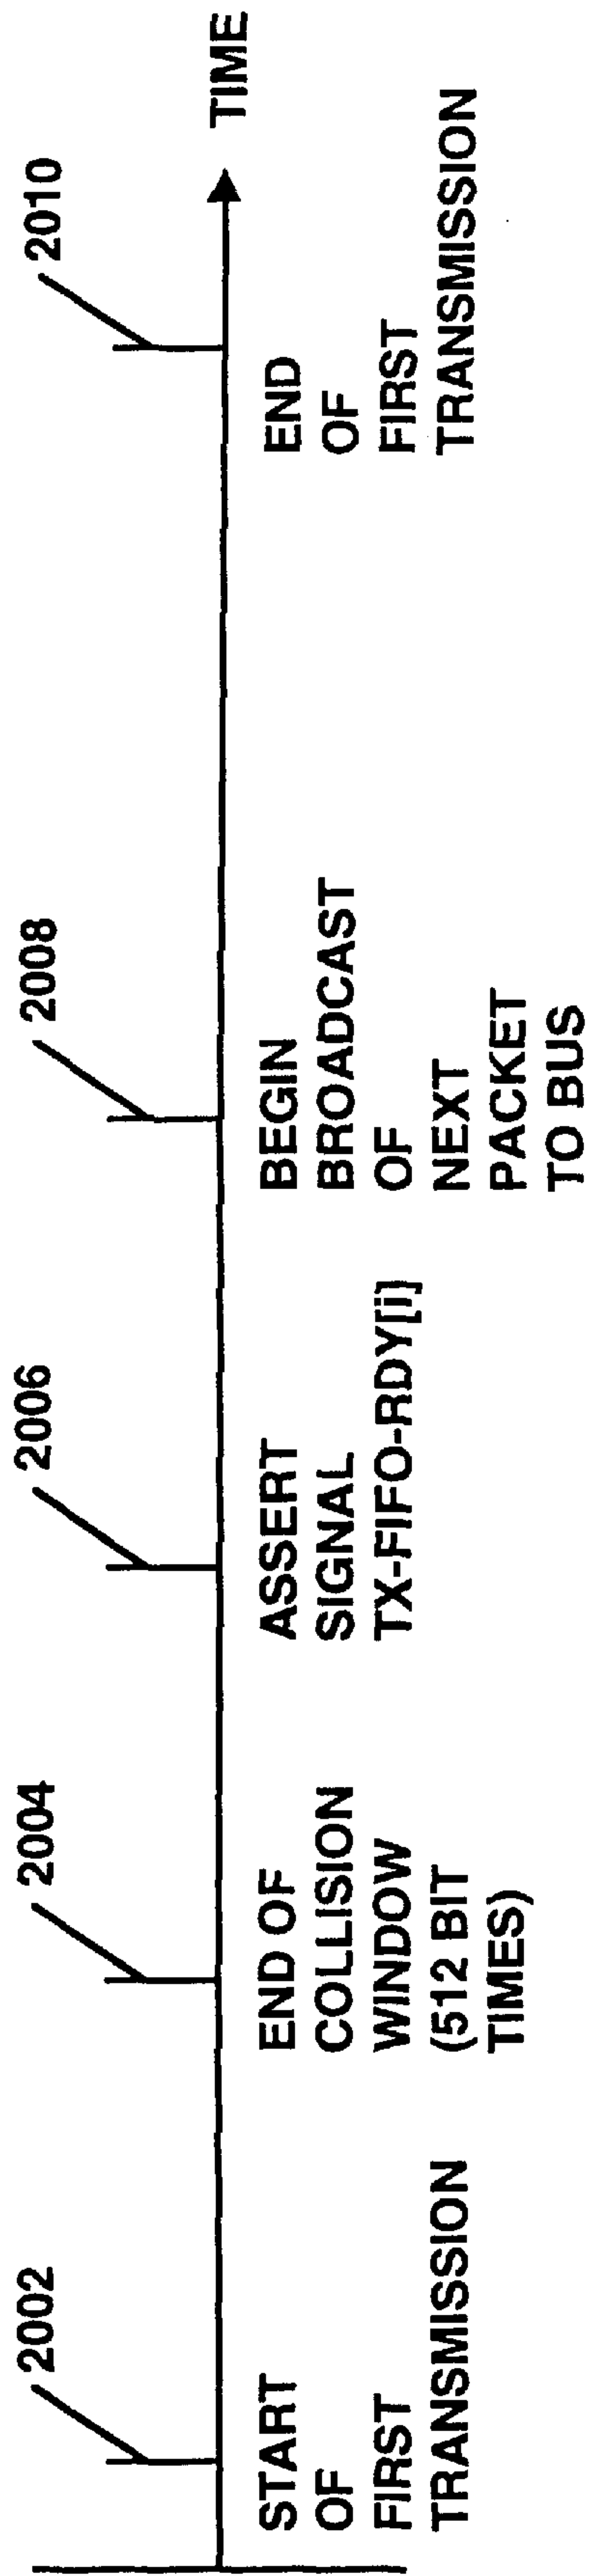 2002
2004
2006
2008
2010
TIME
START
OF
FIRST
TRANSMISSION
END OF
COLLISION
WINDOW
(512 BIT
TIMES)
ASSERT
SIGNAL
TX-FIFO-RDY[i]
BEGIN
BROADCAST
OF
NEXT
PACKET
TO BUS
END
OF
FIRST
TRANSMISSION